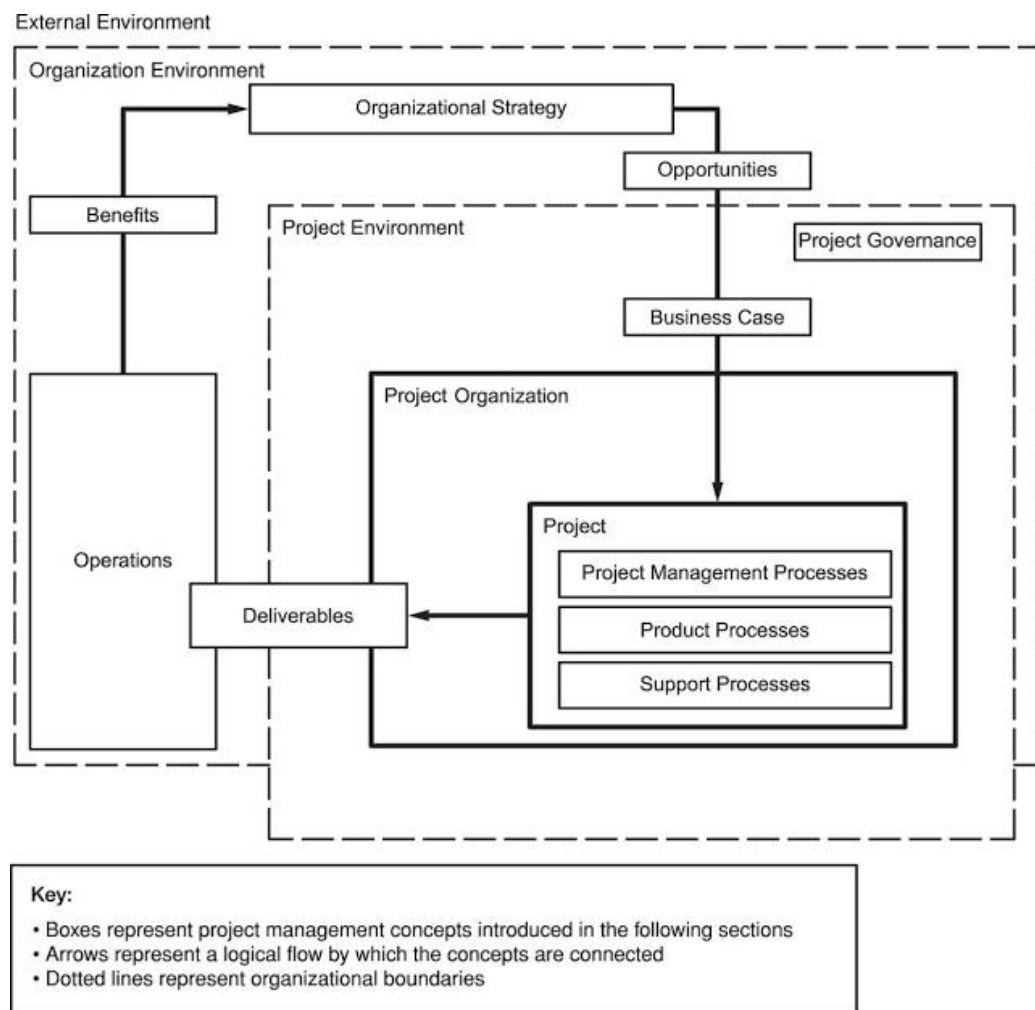 External Environment
Organization Environment
Organizational Strategy
Opportunities
Benefits
Project Environment
Project Governance
Business Case
Project Organization
Project
Operations
Project Management Processes
Deliverables
Product Processes
Support Processes
Key:
• Boxes represent project management concepts introduced in the following sections
• Arrows represent a logical flow by which the concepts are connected
• Dotted lines represent organizational boundaries